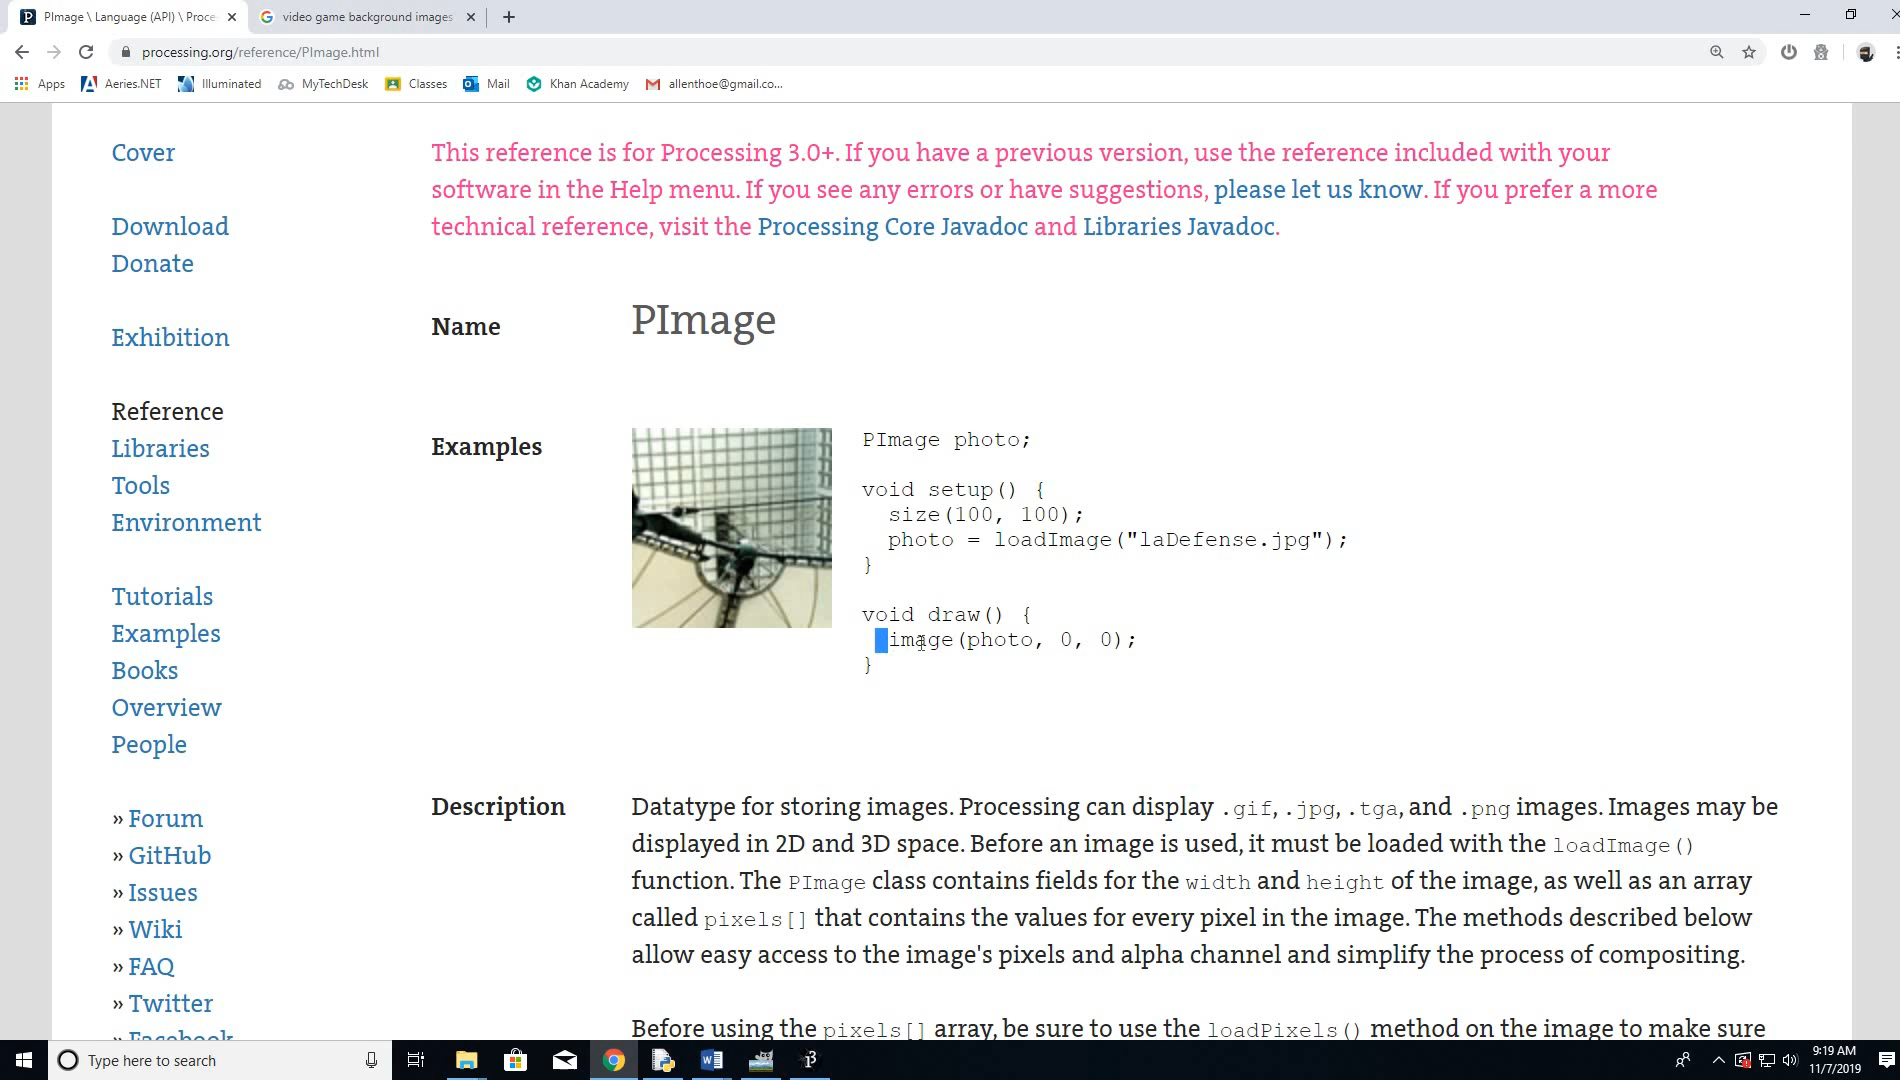 PImage \ Language (API) \ Proce
video game background images
processing.org/reference/PImage.html
Apps
Aeries.NET
Illuminated
MyTechDesk
Classes
Mail
Khan Academy
allenthoe@gmail.co...
Cover
Download
Donate
Exhibition
Reference
Libraries
Tools
Environment
Tutorials
Examples
Books
Overview
People
» Forum
» GitHub
» Issues
» Wiki
» FAQ
» Twitter
» Facebook
This reference is for Processing 3.0+. If you have a previous version, use the reference included with your
software in the Help menu. If you see any errors or have suggestions, please let us know. If you prefer a more
technical reference, visit the Processing Core Javadoc and Libraries Javadoc.
Name
PImage
Examples
PImage photo;
void setup() {
size(100, 100);
photo = loadImage("laDefense.jpg");
}
void draw() {
image(photo, 0, 0);
}
Description
Datatype for storing images. Processing can display .gif, .jpg, .tga, and .png images. Images may be
displayed in 2D and 3D space. Before an image is used, it must be loaded with the loadImage()
function. The PImage class contains fields for the width and height of the image, as well as an array
called pixels[] that contains the values for every pixel in the image. The methods described below
allow easy access to the image's pixels and alpha channel and simplify the process of compositing.
Before using the pixels[] array, be sure to use the loadPixels() method on the image to make sure
Type here to search
9:19 AM
11/7/2019